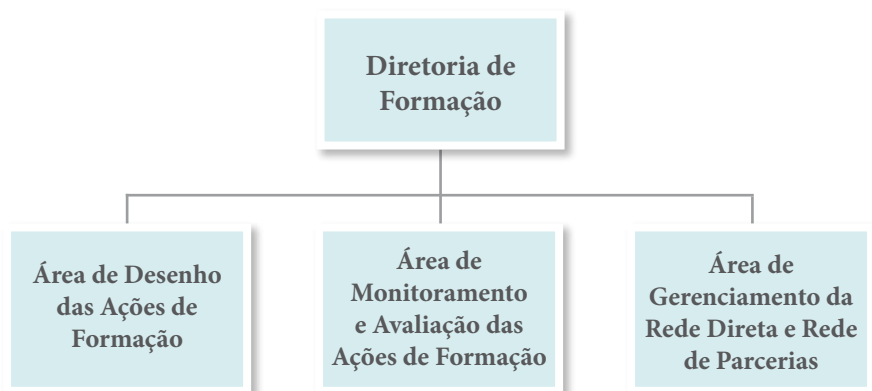 Diretoria de
Formação
Área de Desenho
das Ações de
Formação
Área de
Monitoramento
e Avaliação das
Ações de Formação
Área de
Gerenciamento da
Rede Direta e Rede
de Parcerias